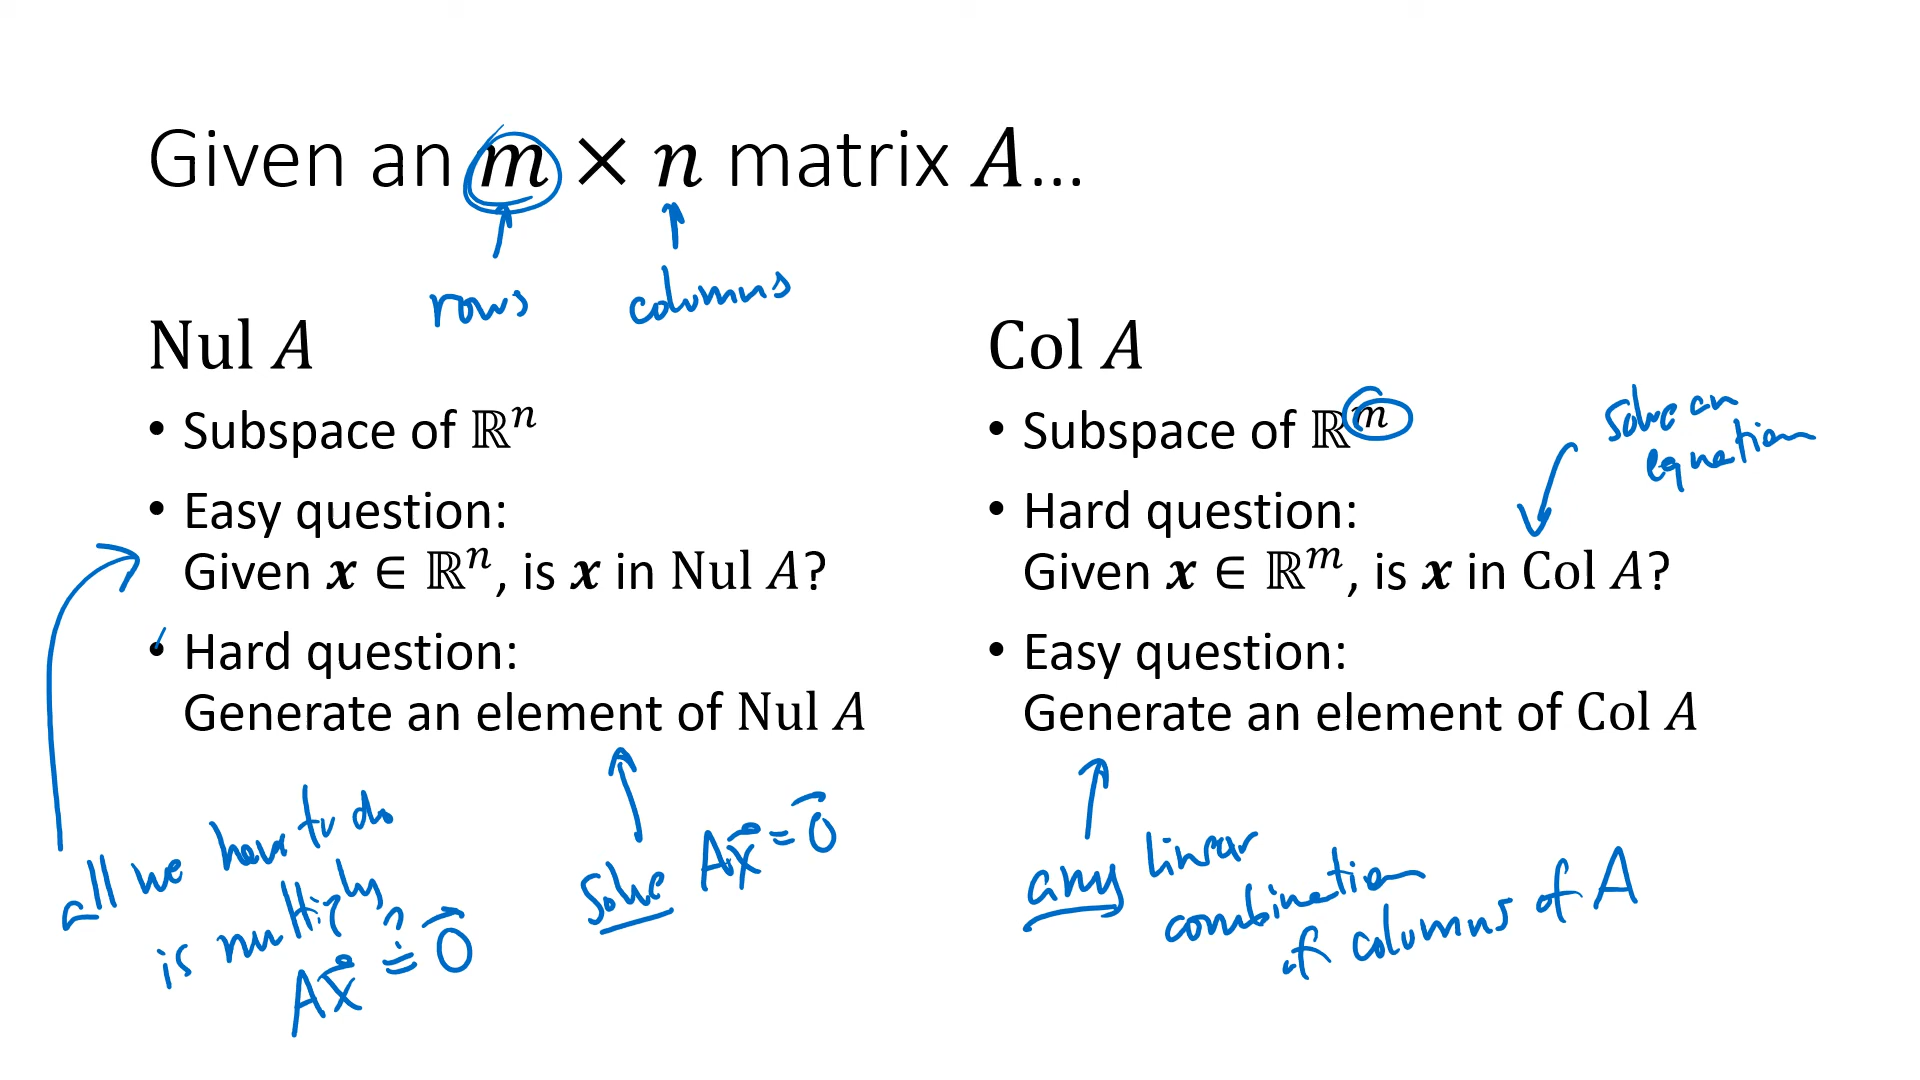 Given an m × n matrix A…
rows
columns
Nul A
• Subspace of ℝⁿ
• Easy question:
Given x ∈ ℝⁿ, is x in Nul A?
• Hard question:
Generate an element of Nul A
all we have to do
is multiply
Ax⃗ ≟ 0⃗
solve Ax⃗ = 0⃗
Col A
• Subspace of ℝᵐ
solve an
equation
• Hard question:
Given x ∈ ℝᵐ, is x in Col A?
• Easy question:
Generate an element of Col A
any linear
combination
of columns of A